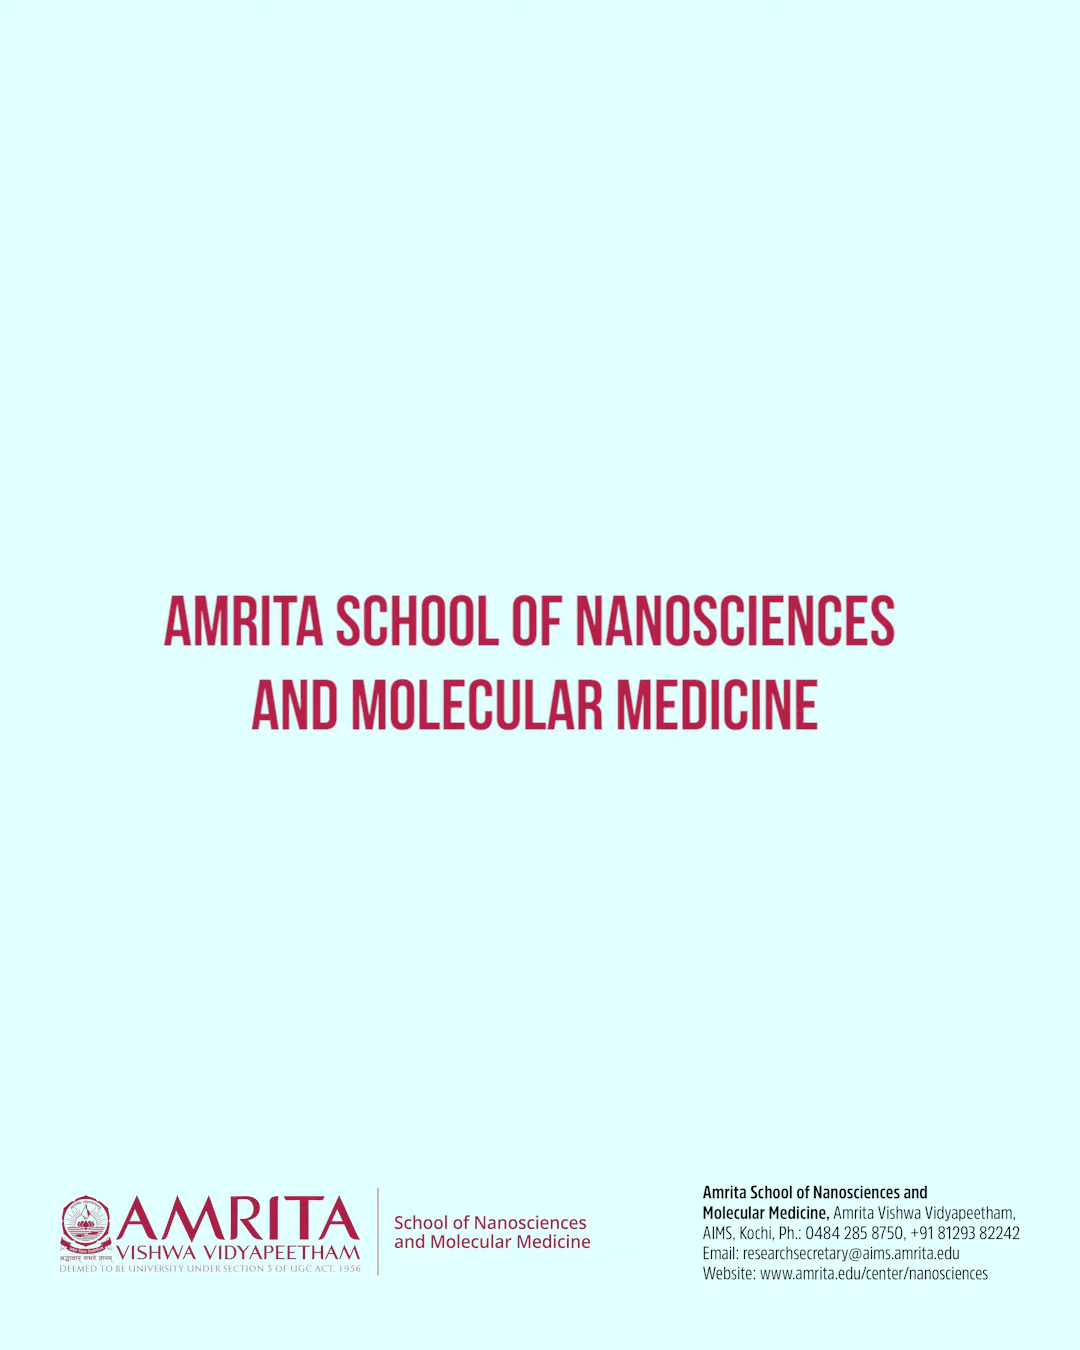 AMRITA SCHOOL OF NANOSCIENCES
AND MOLECULAR MEDICINE
AMRITA
VISHWA VIDYAPEETHAM
DEEMED TO BE UNIVERSITY UNDER SECTION 3 OF UGC ACT. 1956
श्रद्धावान् लभते ज्ञानम्
School of Nanosciences
and Molecular Medicine
Amrita School of Nanosciences and
Molecular Medicine, Amrita Vishwa Vidyapeetham,
AIMS, Kochi, Ph.: 0484 285 8750, +91 81293 82242
Email: researchsecretary@aims.amrita.edu
Website: www.amrita.edu/center/nanosciences